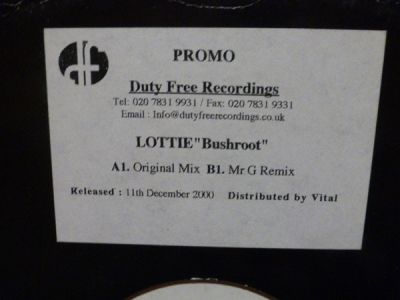 PROMO
Duty Free Recordings
Tel: 020 7831 9931 / Fax: 020 7831 9331
Email : Info@dutyfreerecordings.co.uk
LOTTIE"Bushroot"
A1. Original Mix B1. Mr G Remix
Released : 11th December 2000 Distributed by Vital